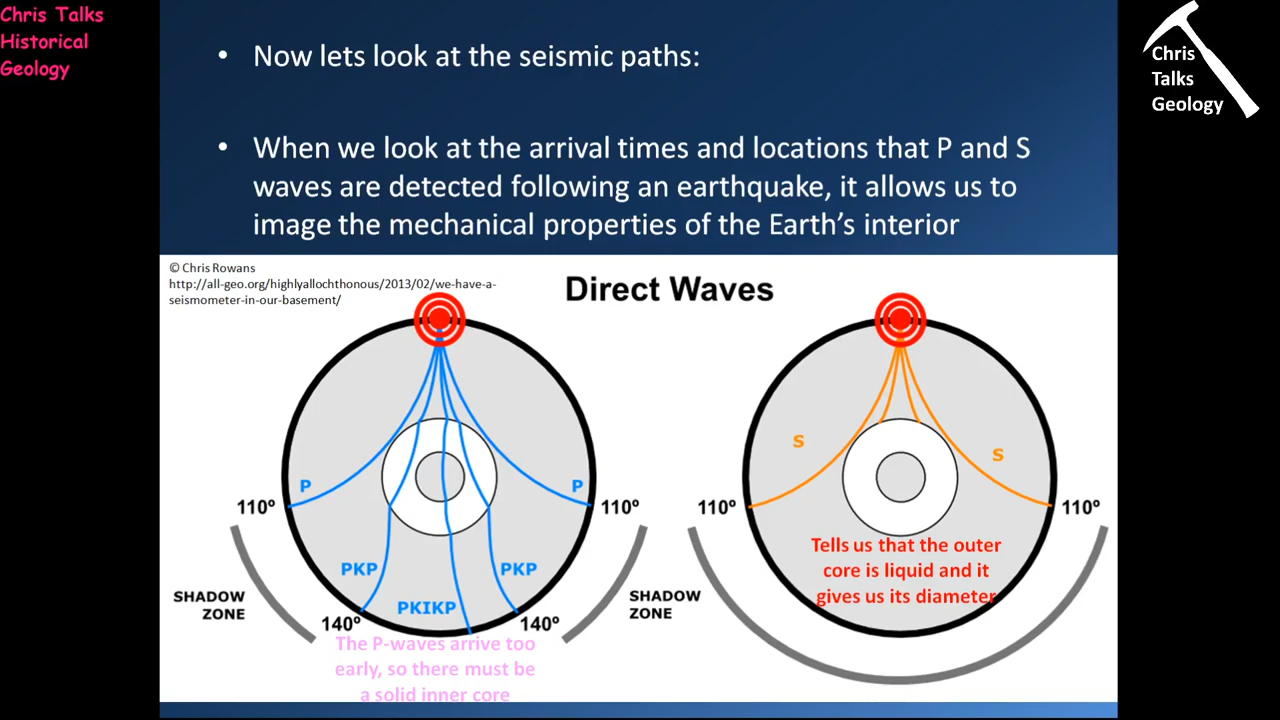 Chris Talks
Historical
Geology
Chris
Talks
Geology
• Now lets look at the seismic paths:
• When we look at the arrival times and locations that P and S
waves are detected following an earthquake, it allows us to
image the mechanical properties of the Earth's interior
© Chris Rowans
http://all-geo.org/highlyallochthonous/2013/02/we-have-a-
seismometer-in-our-basement/
Direct Waves
P
P
110º
110º
PKP
PKP
PKIKP
SHADOW
ZONE
140º
140º
The P-waves arrive too
early, so there must be
a solid inner core
S
S
110º
110º
SHADOW
ZONE
Tells us that the outer
core is liquid and it
gives us its diameter